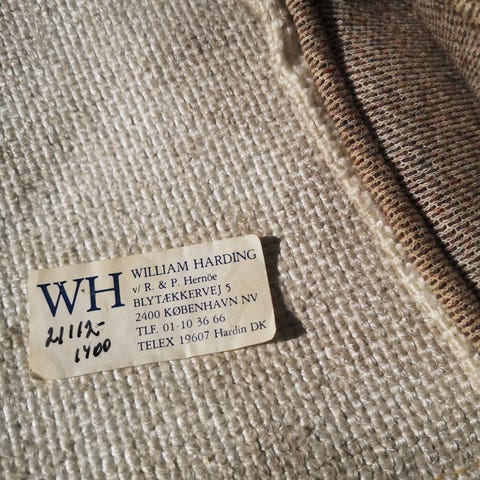 WH
WILLIAM HARDING
v/ R. & P. Hernöe
BLYTÆKKERVEJ 5
2400 KØBENHAVN NV
TLF. 01-10 36 66
TELEX 19607 Hardin DK
1400